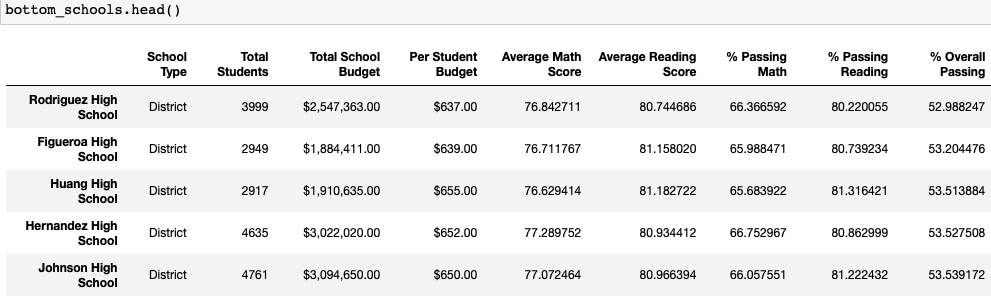 bottom_schools.head()
School Type Total Students Total School Budget Per Student Budget Average Math Score Average Reading Score % Passing Math % Passing Reading % Overall Passing
Rodriguez High School District 3999 $2,547,363.00 $637.00 76.842711 80.744686 66.366592 80.220055 52.988247
Figueroa High School District 2949 $1,884,411.00 $639.00 76.711767 81.158020 65.988471 80.739234 53.204476
Huang High School District 2917 $1,910,635.00 $655.00 76.629414 81.182722 65.683922 81.316421 53.513884
Hernandez High School District 4635 $3,022,020.00 $652.00 77.289752 80.934412 66.752967 80.862999 53.527508
Johnson High School District 4761 $3,094,650.00 $650.00 77.072464 80.966394 66.057551 81.222432 53.539172